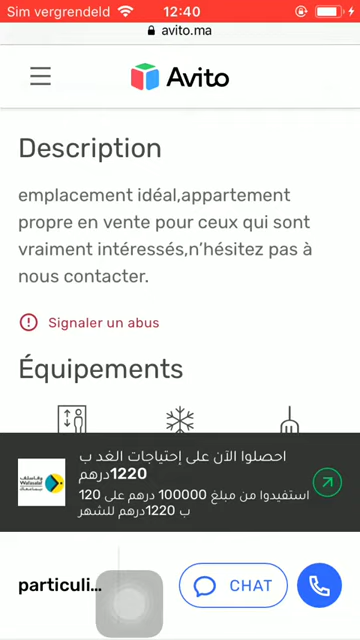 Sim vergrendeld 12:40
avito.ma
Avito
Description
emplacement idéal,appartement
propre en vente pour ceux qui sont
vraiment intéressés,n’hésitez pas à
nous contacter.
Signaler un abus
Équipements
احصلوا الآن على إحتياجات الغد ب
1220درهم
استفيدوا من مبلغ 100000 درهم على 120
ب 1220درهم للشهر
وفاسلف
Wafasalaf
particuli...
CHAT